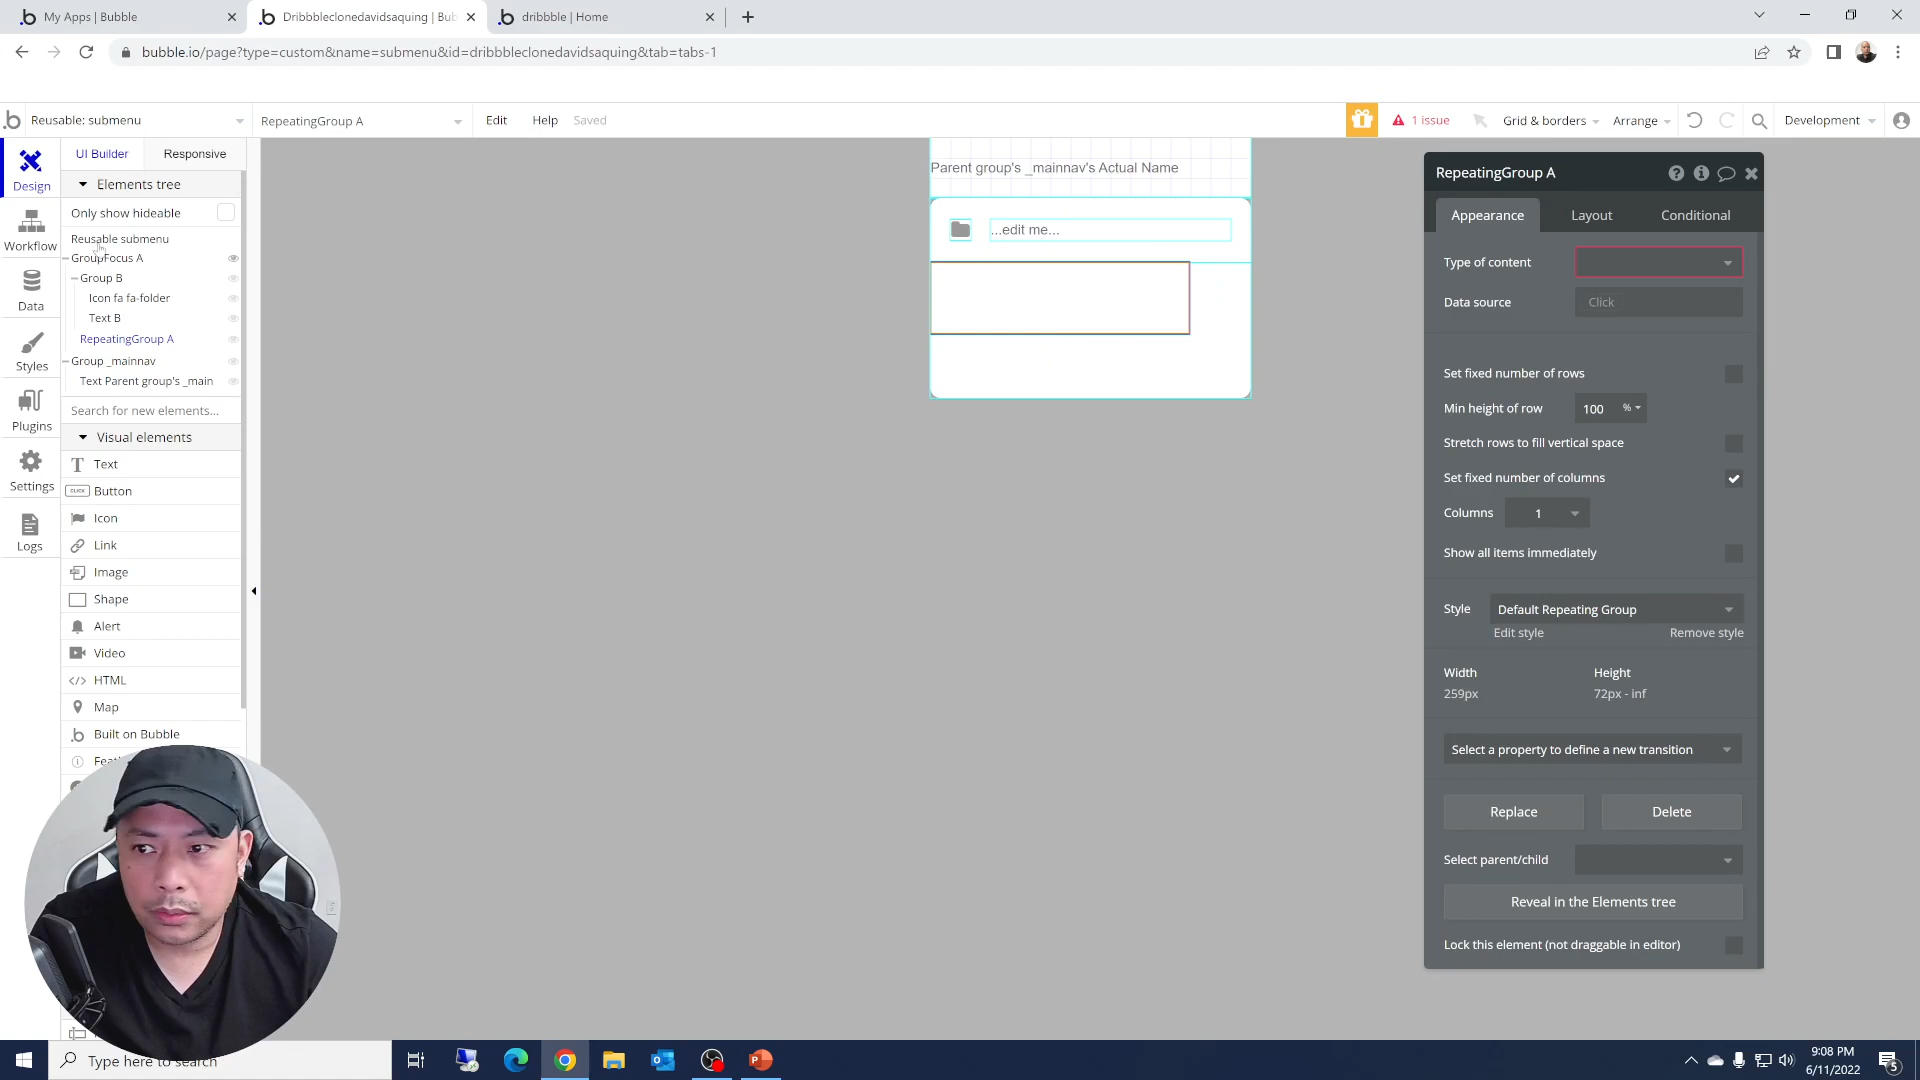 My Apps | Bubble
Dribbbleclonedavidsaquing | Bub
dribbble | Home
bubble.io/page?type=custom&name=submenu&id=dribbbleclonedavidsaquing&tab=tabs-1
Reusable: submenu
RepeatingGroup A
Edit
Help
Saved
1 issue
Grid & borders
Arrange
Development
Design
Workflow
Data
Styles
Plugins
Settings
Logs
UI Builder
Responsive
Elements tree
Only show hideable
Reusable submenu
GroupFocus A
Group B
Icon fa fa-folder
Text B
RepeatingGroup A
Group _mainnav
Text Parent group's _main
Search for new elements...
Visual elements
Text
Button
CLICK
Icon
Link
Image
Shape
Alert
Video
HTML
Map
Built on Bubble
Parent group's _mainnav's Actual Name
...edit me...
RepeatingGroup A
Appearance
Layout
Conditional
Type of content
Data source
Click
Set fixed number of rows
Min height of row
100
%
Stretch rows to fill vertical space
Set fixed number of columns
Columns
1
Show all items immediately
Style
Default Repeating Group
Edit style
Remove style
Width
Height
259px
72px - inf
Select a property to define a new transition
Replace
Delete
Select parent/child
Reveal in the Elements tree
Lock this element (not draggable in editor)
Type here to search
9:08 PM
6/11/2022
5